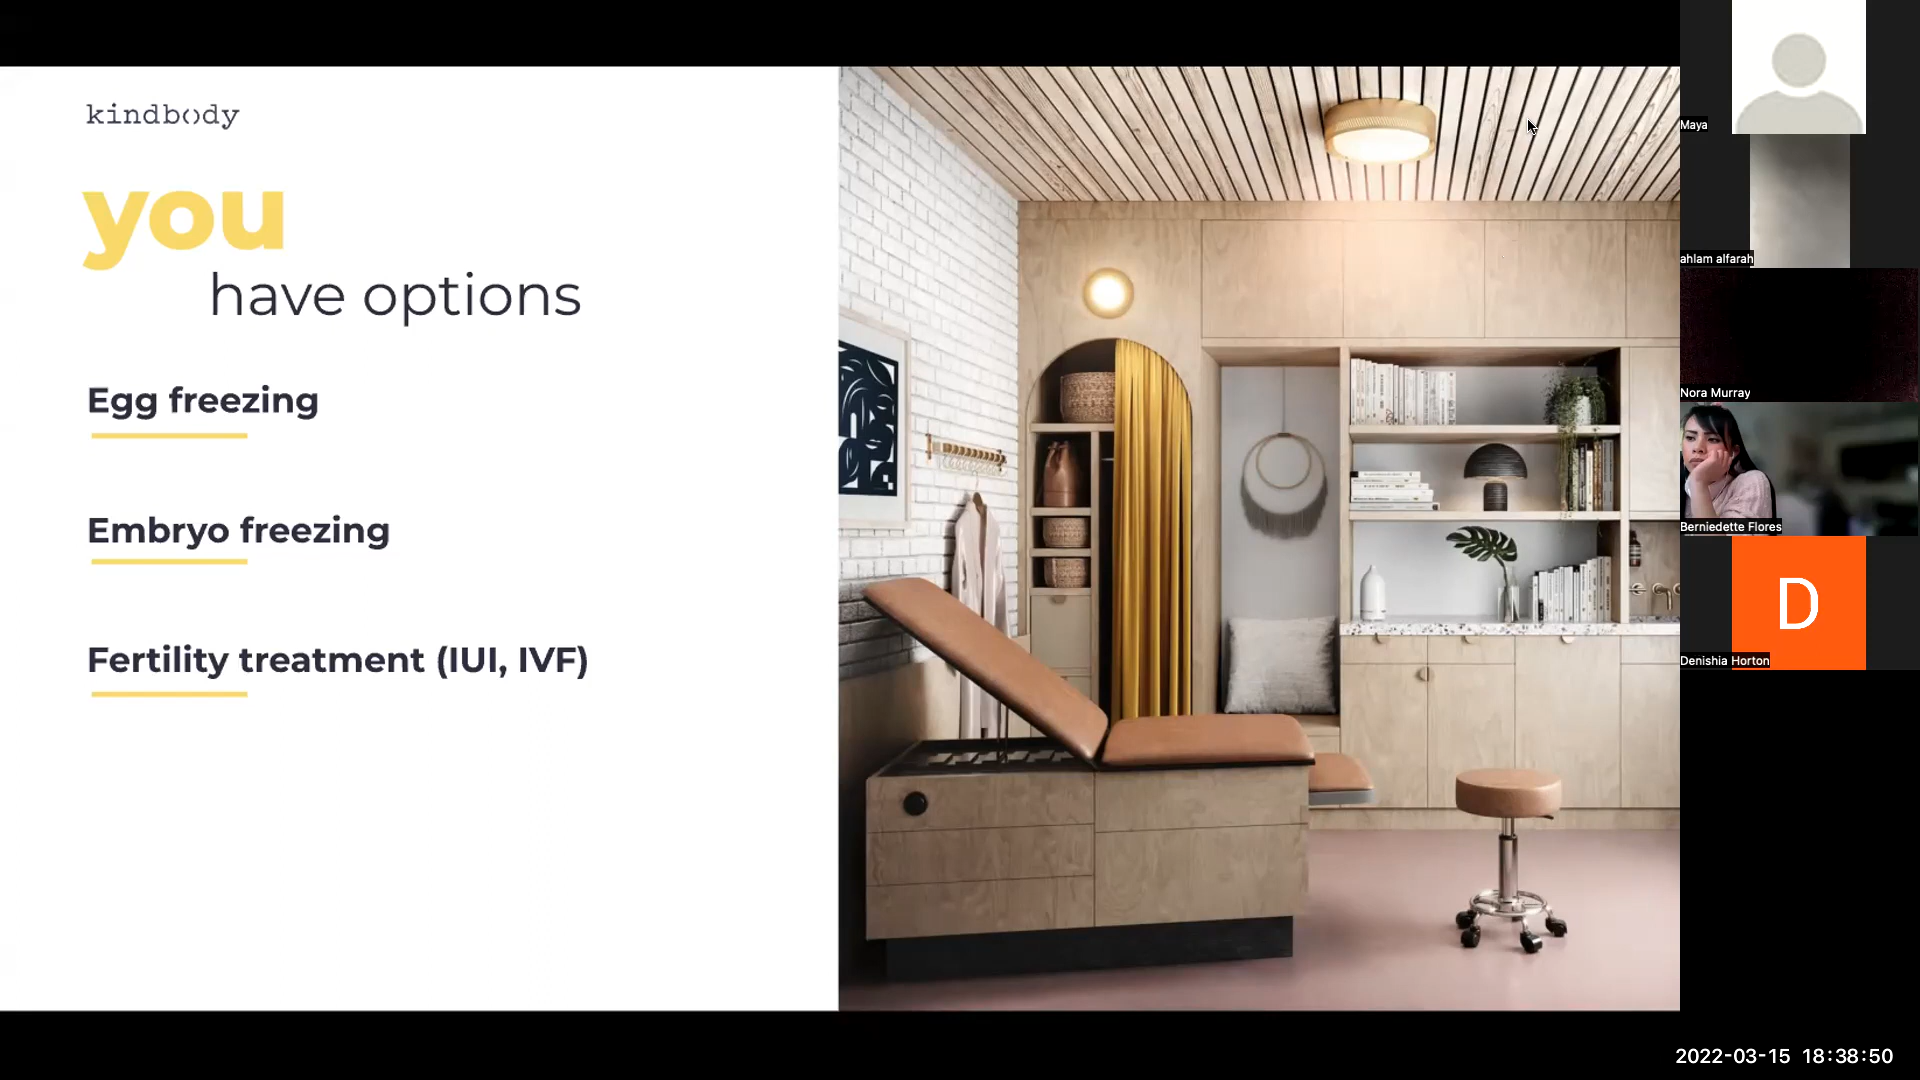 kindbody
you
have options
Egg freezing
Embryo freezing
Fertility treatment (IUI, IVF)
Maya
ahlam alfarah
Nora Murray
Berniedette Flores
D
Denishia Horton
2022-03-15 18:38:50